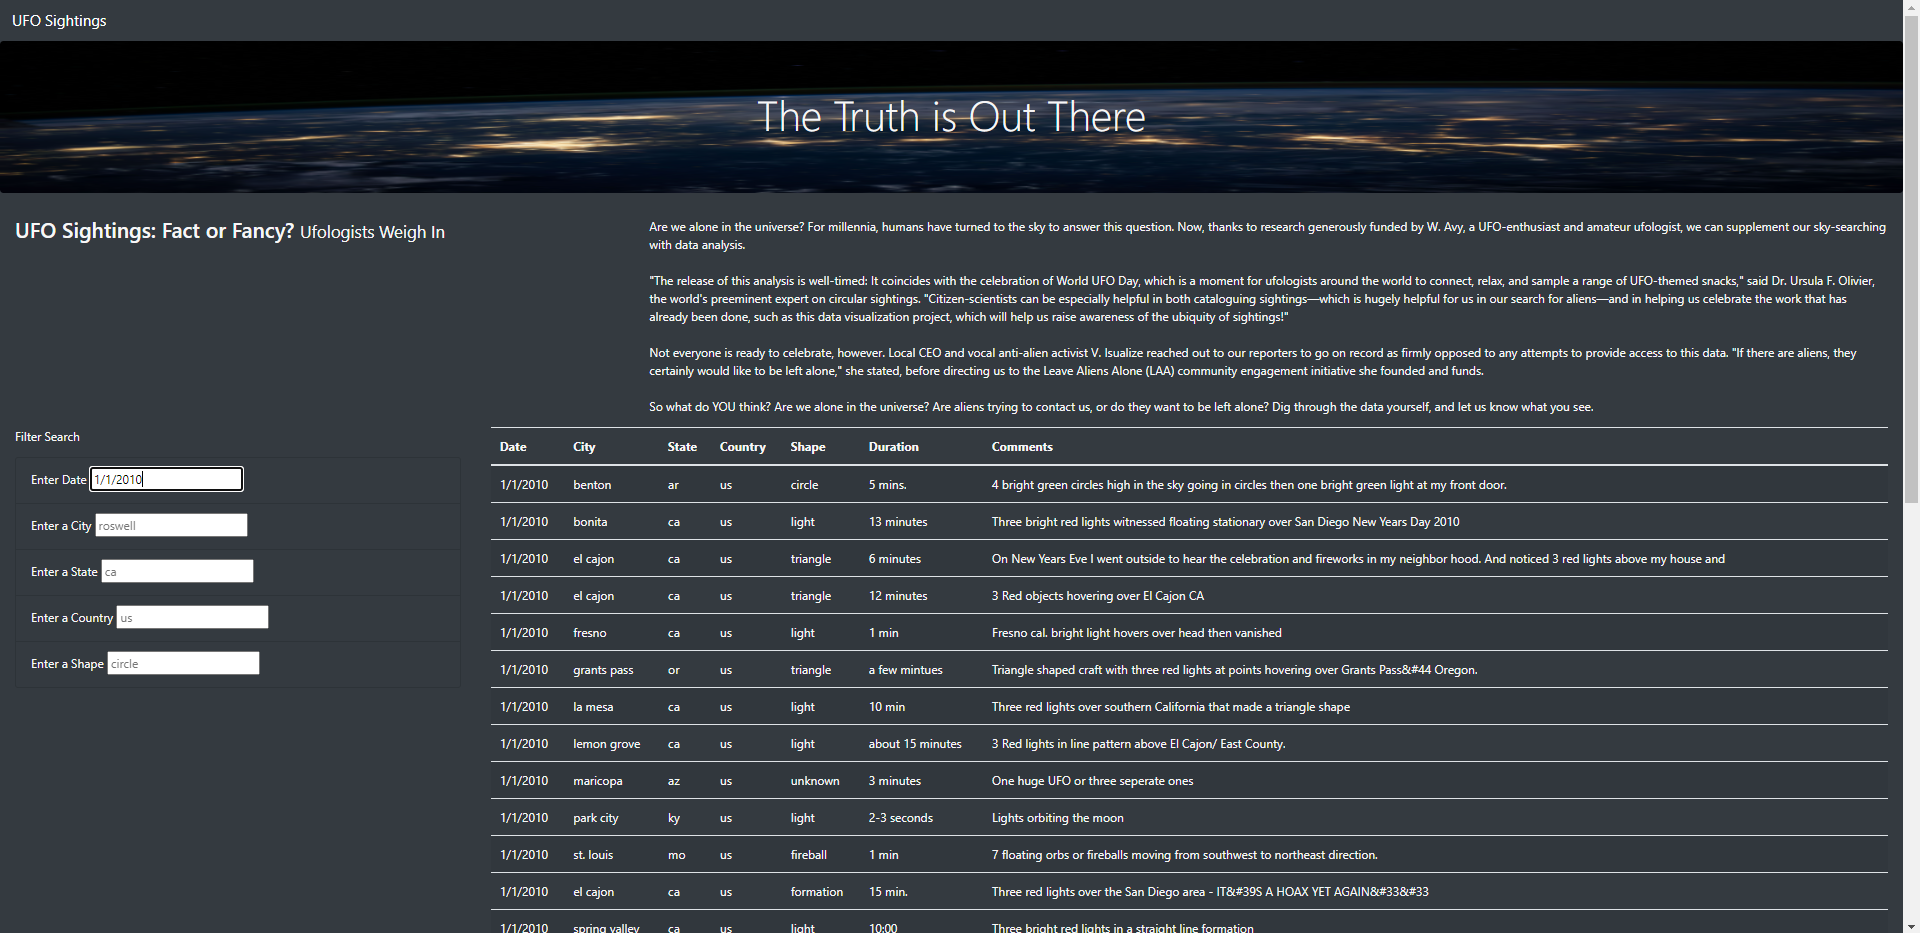 UFO Sightings
The Truth is Out There
UFO Sightings: Fact or Fancy? Ufologists Weigh In
Are we alone in the universe? For millennia, humans have turned to the sky to answer this question. Now, thanks to research generously funded by W. Avy, a UFO-enthusiast and amateur ufologist, we can supplement our sky-searching
with data analysis.
"The release of this analysis is well-timed: It coincides with the celebration of World UFO Day, which is a moment for ufologists around the world to connect, relax, and sample a range of UFO-themed snacks," said Dr. Ursula F. Olivier,
the world's preeminent expert on circular sightings. "Citizen-scientists can be especially helpful in both cataloguing sightings—which is hugely helpful for us in our search for aliens—and in helping us celebrate the work that has
already been done, such as this data visualization project, which will help us raise awareness of the ubiquity of sightings!"
Not everyone is ready to celebrate, however. Local CEO and vocal anti-alien activist V. Isualize reached out to our reporters to go on record as firmly opposed to any attempts to provide access to this data. "If there are aliens, they
certainly would like to be left alone," she stated, before directing us to the Leave Aliens Alone (LAA) community engagement initiative she founded and funds.
So what do YOU think? Are we alone in the universe? Are aliens trying to contact us, or do they want to be left alone? Dig through the data yourself, and let us know what you see.
Filter Search
Enter Date 1/1/2010
Enter a City roswell
Enter a State ca
Enter a Country us
Enter a Shape circle
Date City State Country Shape Duration Comments
1/1/2010 benton ar us circle 5 mins. 4 bright green circles high in the sky going in circles then one bright green light at my front door.
1/1/2010 bonita ca us light 13 minutes Three bright red lights witnessed floating stationary over San Diego New Years Day 2010
1/1/2010 el cajon ca us triangle 6 minutes On New Years Eve I went outside to hear the celebration and fireworks in my neighbor hood. And noticed 3 red lights above my house and
1/1/2010 el cajon ca us triangle 12 minutes 3 Red objects hovering over El Cajon CA
1/1/2010 fresno ca us light 1 min Fresno cal. bright light hovers over head then vanished
1/1/2010 grants pass or us triangle a few mintues Triangle shaped craft with three red lights at points hovering over Grants Pass&#44 Oregon.
1/1/2010 la mesa ca us light 10 min Three red lights over southern California that made a triangle shape
1/1/2010 lemon grove ca us light about 15 minutes 3 Red lights in line pattern above El Cajon/ East County.
1/1/2010 maricopa az us unknown 3 minutes One huge UFO or three seperate ones
1/1/2010 park city ky us light 2-3 seconds Lights orbiting the moon
1/1/2010 st. louis mo us fireball 1 min 7 floating orbs or fireballs moving from southwest to northeast direction.
1/1/2010 el cajon ca us formation 15 min. Three red lights over the San Diego area - IT&#39S A HOAX YET AGAIN&#33&#33
1/1/2010 spring valley ca us light 10:00 Three bright red lights in a straight line formation